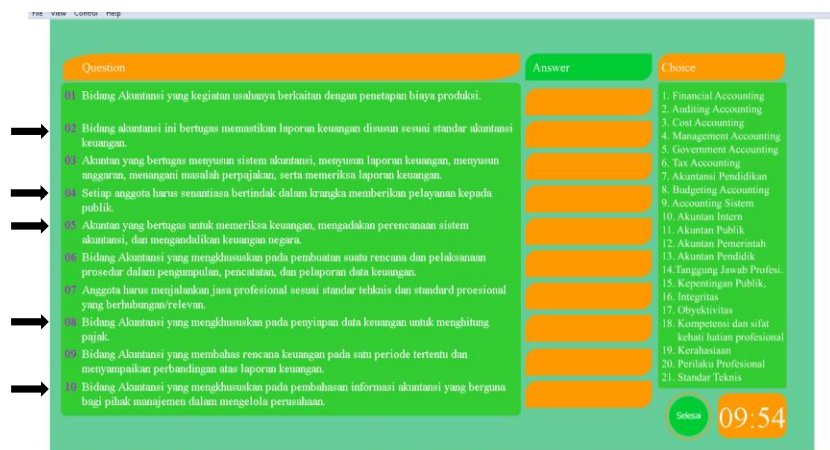 File View Control Help
Question
Answer
Choice
01 Bidang Akuntansi yang kegiatan usahanya berkaitan dengan penetapan biaya produksi.
02 Bidang akuntansi ini bertugas memastikan laporan keuangan disusun sesuai standar akuntansi
keuangan.
03 Akuntan yang bertugas menyusun sistem akuntansi, menyusun laporan keuangan, menyusun
anggaran, menangani masalah perpajakan, serta memeriksa laporan keuangan.
04 Setiap anggota harus senantiasa bertindak dalam krangka memberikan pelayanan kepada
publik.
05 Akuntan yang bertugas untuk memeriksa keuangan, mengadakan perencanaan sistem
akuntansi, dan mengandalikan keuangan negara.
06 Bidang Akuntansi yang mengkhususkan pada pembuatan suatu rencana dan pelaksanaan
prosedur dalam pengumpulan, pencatatan, dan pelaporan data keuangan.
07 Anggota harus menjalankan jasa profesional sesuai standar tehknis dan standard proesional
yang berhubungan/relevan.
08 Bidang Akuntansi yang mengkhususkan pada penyiapan data keuangan untuk menghitung
pajak.
09 Bidang Akuntansi yang membahas rencana keuangan pada satu periode tertentu dan
menyampaikan perbandingan atas laporan keuangan.
10 Bidang Akuntansi yang mengkhususkan pada pembahasan informasi akuntansi yang berguna
bagi pihak manajemen dalam mengelola perusahaan.
1. Financial Accounting
2. Auditing Accounting
3. Cost Accounting
4. Management Accounting
5. Government Accounting
6. Tax Accounting
7. Akuntansi Pendidikan
8. Budgeting Accounting
9. Accounting Sistem
10. Akuntan Intern
11. Akuntan Publik
12. Akuntan Pemerintah
13. Akuntan Pendidik
14.Tanggung Jawab Profesi.
15. Kepentingan Publik,
16. Integritas
17. Obyektivitas
18. Kompetensi dan sifat
kehati hatian profesional
19. Kerahasiaan
20. Perilaku Profesional
21. Standar Teknis
Selesai
09:54